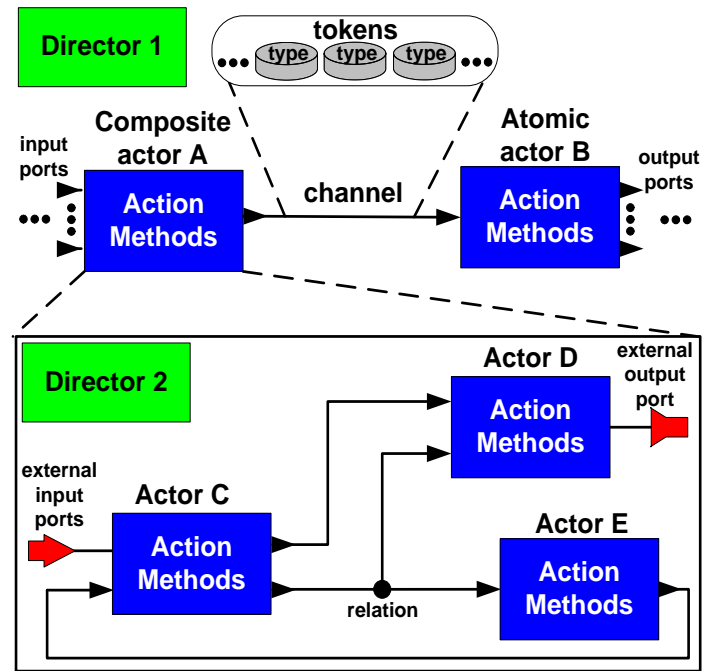 Director 1
tokens
type type type
Composite
actor A
Atomic
actor B
input
ports
output
ports
channel
Action
Methods
Action
Methods
Director 2
Actor D
external
output
port
Action
Methods
external
input
ports
Actor C
Actor E
Action
Methods
Action
Methods
relation